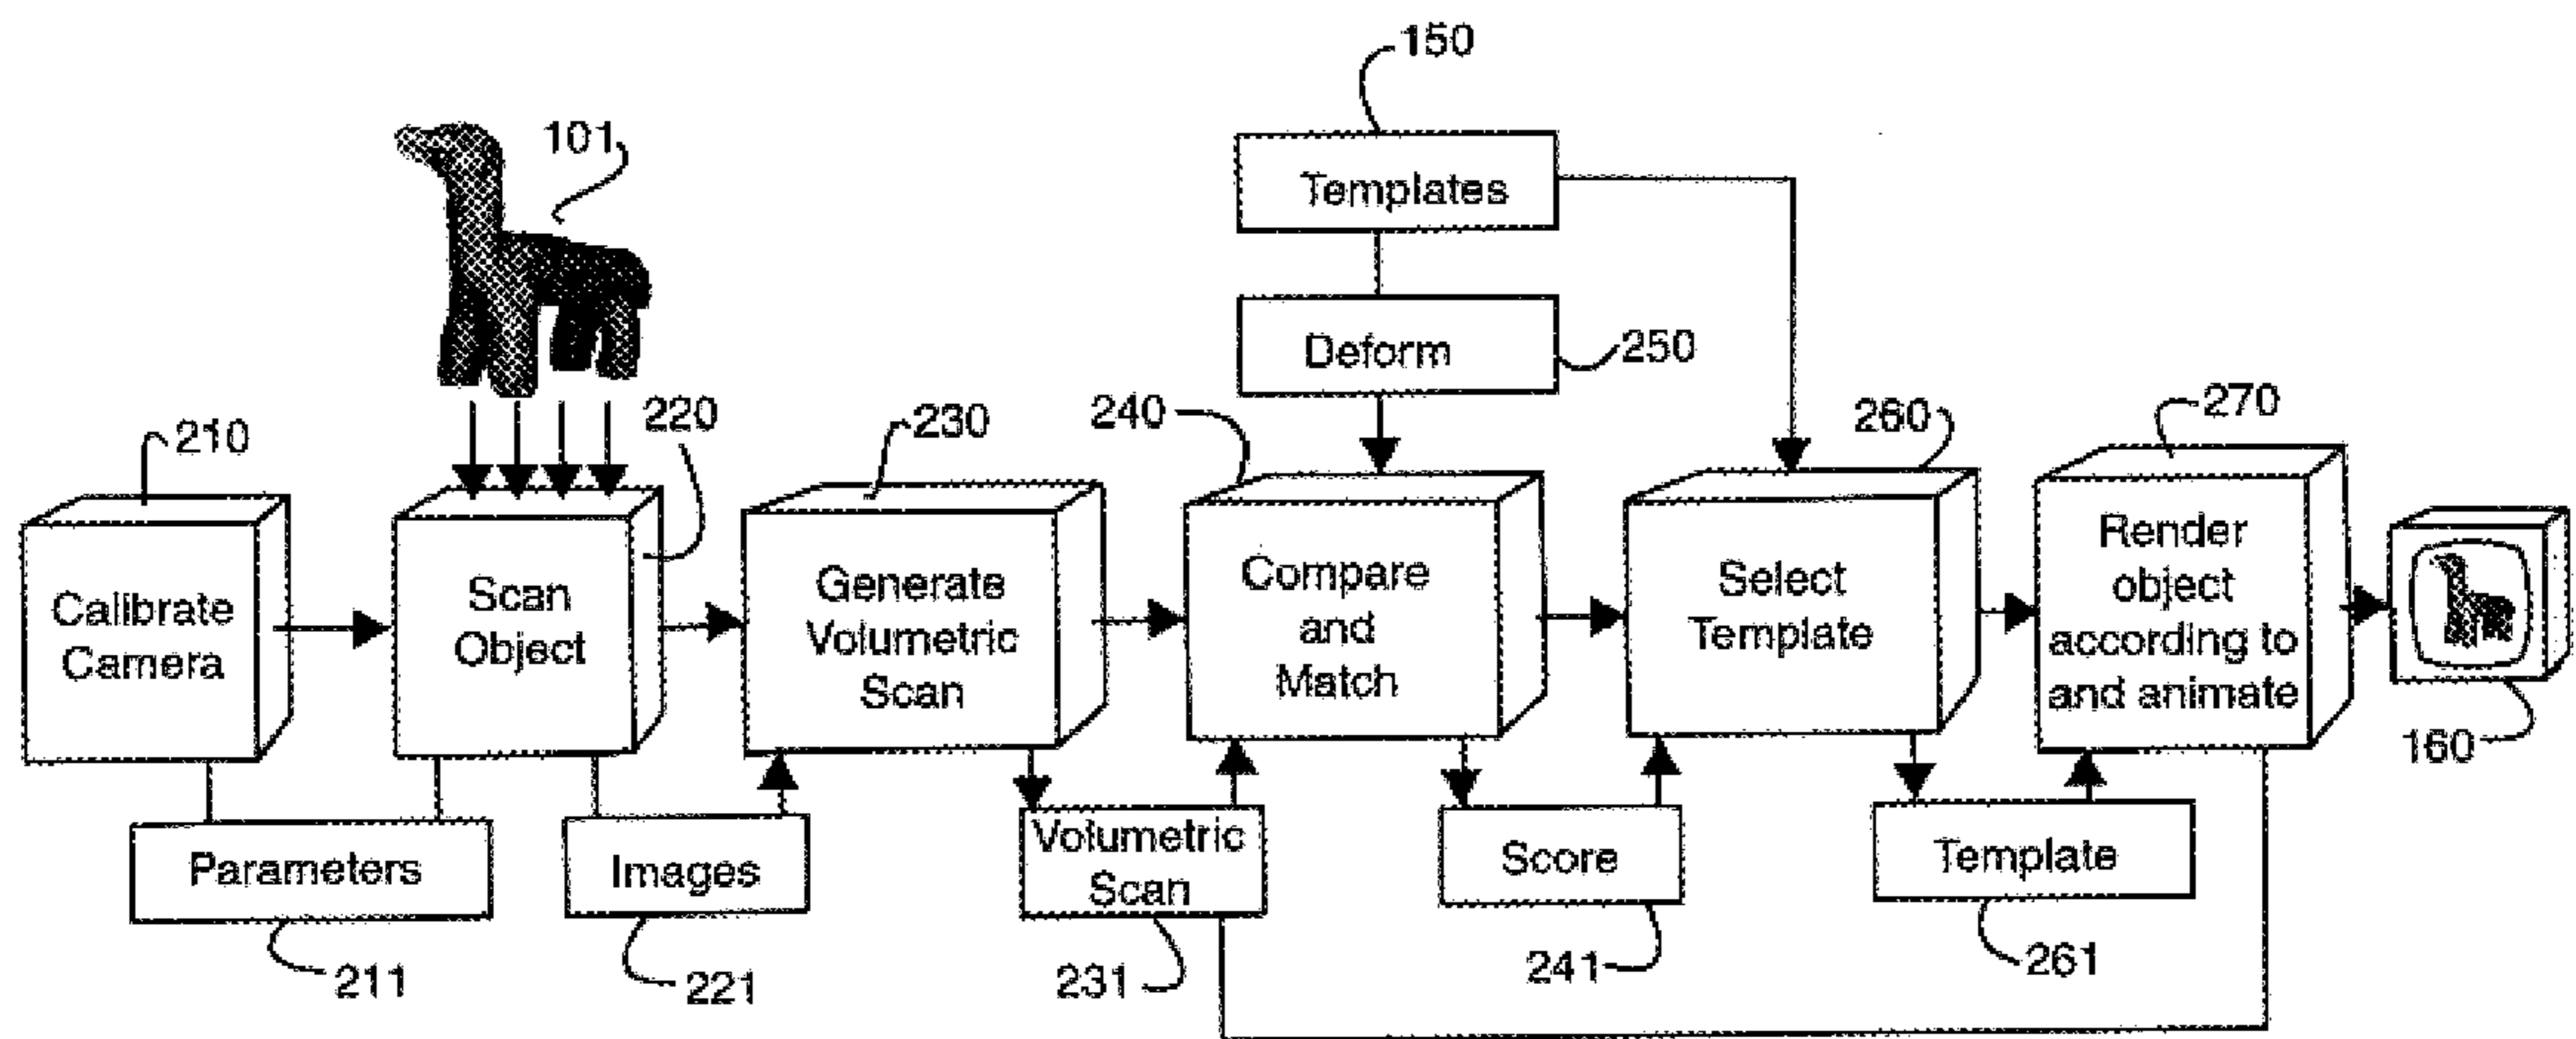 150
101
Templates
Deform
250
210
220
230
240
260
270
Calibrate
Camera
Scan
Object
Generate
Volumetric
Scan
Compare
and
Match
Select
Template
Render
object
according to
and animate
160
Parameters
Images
Volumetric
Scan
Score
Template
211
221
231
241
261